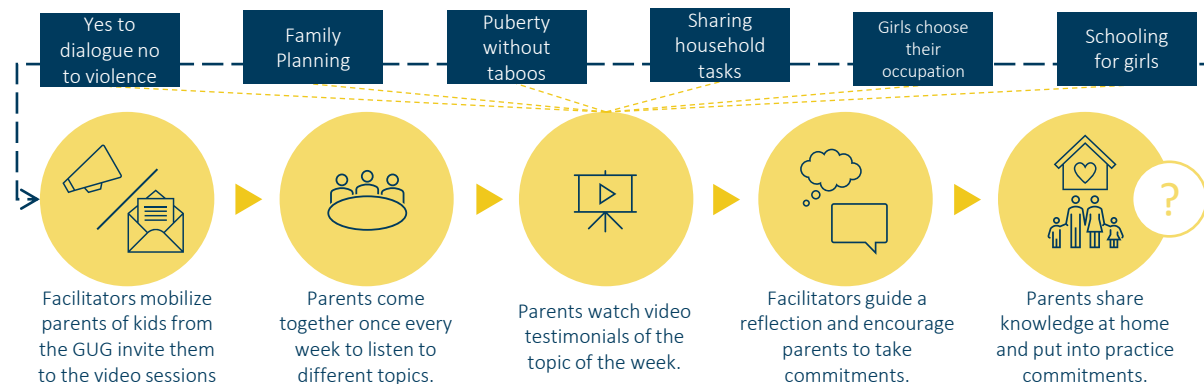 Yes to
dialogue no
to violence
Family
Planning
Puberty
without
taboos
Sharing
household
tasks
Girls choose
their
occupation
Schooling
for girls
?
Facilitators mobilize
parents of kids from
the GUG invite them
to the video sessions
Parents come
together once every
week to listen to
different topics.
Parents watch video
testimonials of the
topic of the week.
Facilitators guide a
reflection and encourage
parents to take
commitments.
Parents share
knowledge at home
and put into practice
commitments.